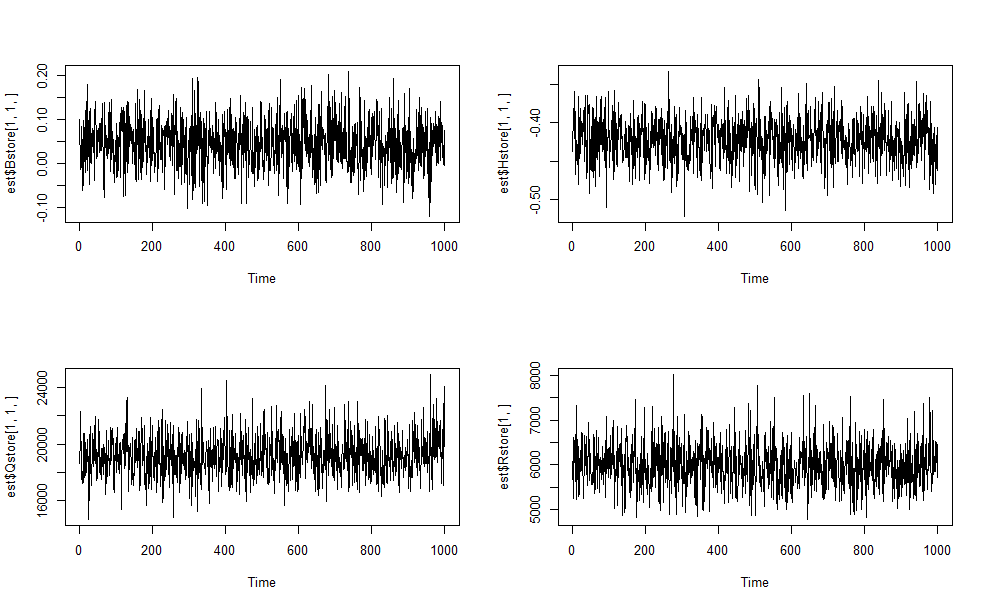 est$Bstore[1, 1, ]
0.20
0.10
0.00
-0.10
0 200 400 600 800 1000
Time
est$Hstore[1, 1, ]
-0.40
-0.50
0 200 400 600 800 1000
Time
est$Qstore[1, 1, ]
24000
20000
16000
0 200 400 600 800 1000
Time
est$Rstore[1, 1, ]
8000
7000
6000
5000
0 200 400 600 800 1000
Time